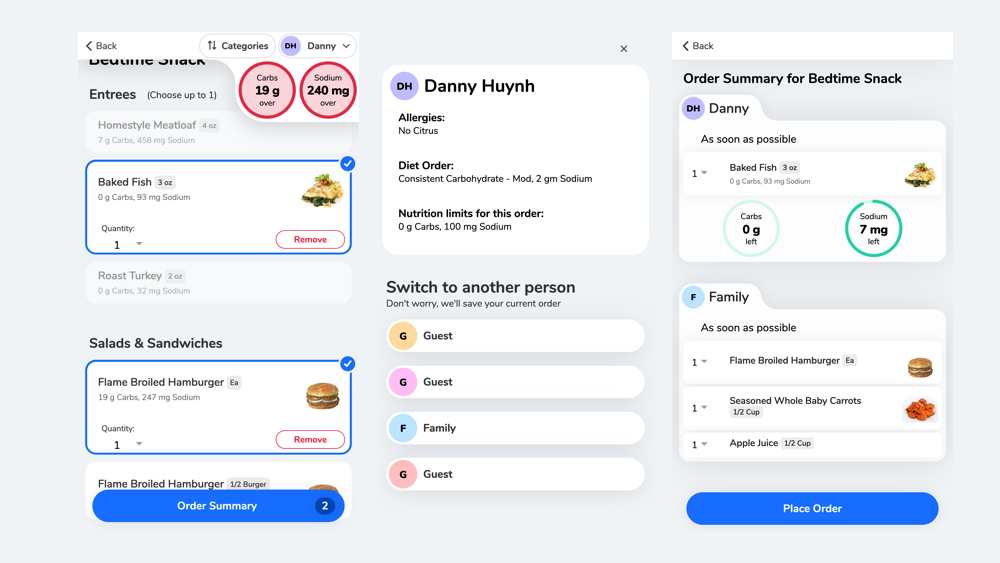 Back
Categories
DH Danny
Bedtime Snack
Carbs
19 g
over
Sodium
240 mg
over
Entrees (Choose up to 1)
Homestyle Meatloaf 4 oz
7 g Carbs, 458 mg Sodium
Baked Fish 3 oz
0 g Carbs, 93 mg Sodium
Quantity:
1
Remove
Roast Turkey 2 oz
0 g Carbs, 32 mg Sodium
Salads & Sandwiches
Flame Broiled Hamburger Ea
19 g Carbs, 247 mg Sodium
Quantity:
1
Remove
Flame Broiled Hamburger 1/2 Burger
Order Summary 2
DH Danny Huynh
Allergies:
No Citrus
Diet Order:
Consistent Carbohydrate - Mod, 2 gm Sodium
Nutrition limits for this order:
0 g Carbs, 100 mg Sodium
Switch to another person
Don't worry, we'll save your current order
G Guest
G Guest
F Family
G Guest
Back
Order Summary for Bedtime Snack
DH Danny
As soon as possible
1 Baked Fish 3 oz
0 g Carbs, 93 mg Sodium
Carbs
0 g
left
Sodium
7 mg
left
F Family
As soon as possible
1 Flame Broiled Hamburger Ea
1 Seasoned Whole Baby Carrots
1/2 Cup
1 Apple Juice 1/2 Cup
Place Order